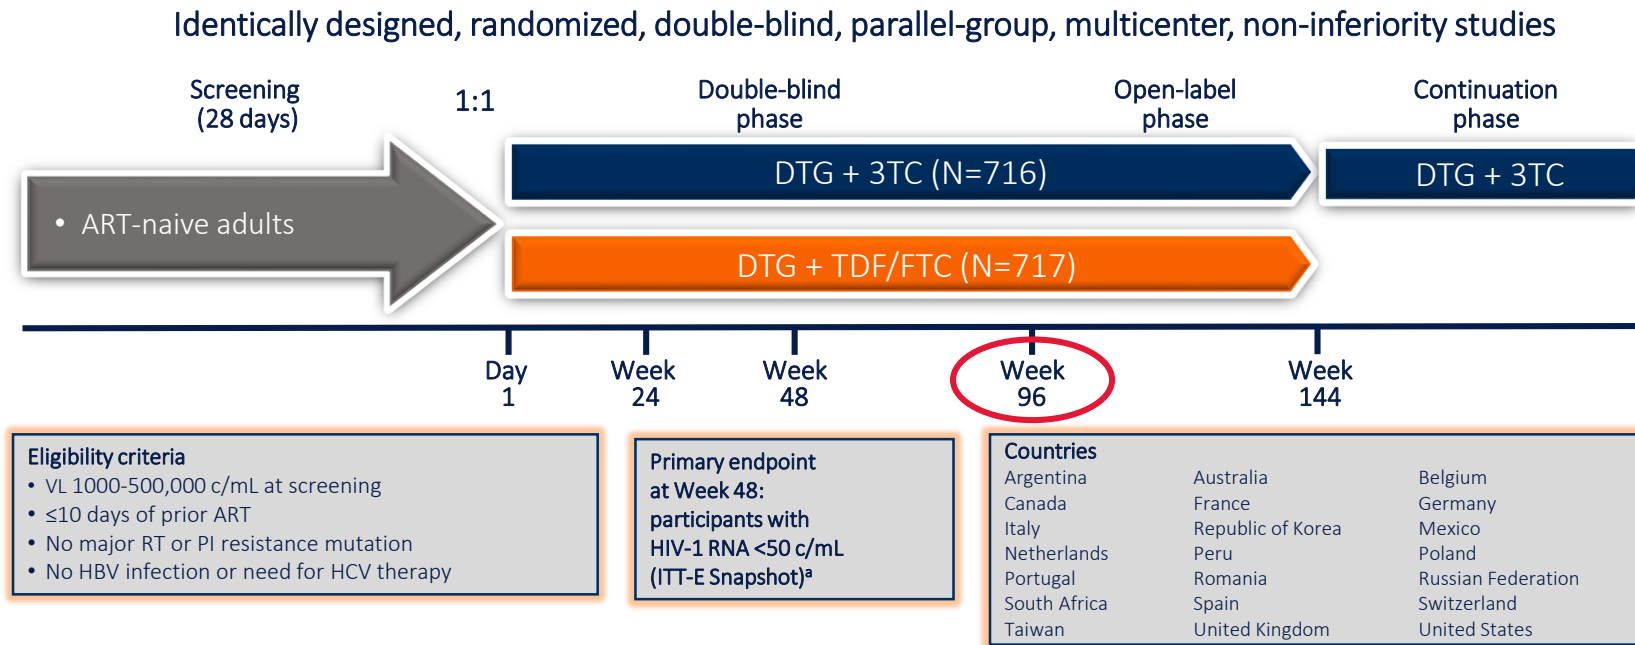 Identically designed, randomized, double-blind, parallel-group, multicenter, non-inferiority studies
Screening
(28 days)
1:1
Double-blind
phase
Open-label
phase
Continuation
phase
• ART-naive adults
DTG + 3TC (N=716)
DTG + 3TC
DTG + TDF/FTC (N=717)
Day
1
Week
24
Week
48
Week
96
Week
144
Eligibility criteria
• VL 1000-500,000 c/mL at screening
• ≤10 days of prior ART
• No major RT or PI resistance mutation
• No HBV infection or need for HCV therapy
Primary endpoint
at Week 48:
participants with
HIV-1 RNA <50 c/mL
(ITT-E Snapshot)ᵃ
Countries
Argentina Australia Belgium
Canada France Germany
Italy Republic of Korea Mexico
Netherlands Peru Poland
Portugal Romania Russian Federation
South Africa Spain Switzerland
Taiwan United Kingdom United States